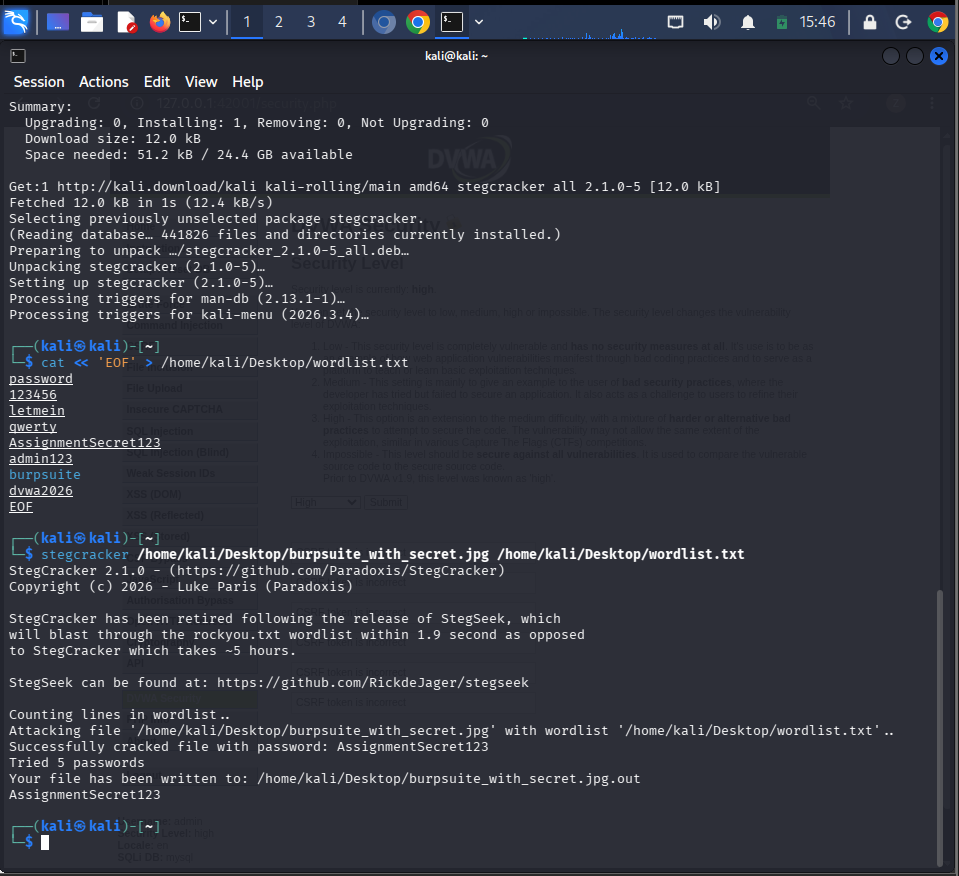 1 2 3 4 15:46
kali@kali: ~
Session Actions Edit View Help
Summary:
Upgrading: 0, Installing: 1, Removing: 0, Not Upgrading: 0
Download size: 12.0 kB
Space needed: 51.2 kB / 24.4 GB available
Get:1 http://kali.download/kali kali-rolling/main amd64 stegcracker all 2.1.0-5 [12.0 kB]
Fetched 12.0 kB in 1s (12.4 kB/s)
Selecting previously unselected package stegcracker.
(Reading database… 441826 files and directories currently installed.)
Preparing to unpack …/stegcracker_2.1.0-5_all.deb…
Unpacking stegcracker (2.1.0-5)…
Setting up stegcracker (2.1.0-5)…
Processing triggers for man-db (2.13.1-1)…
Processing triggers for kali-menu (2026.3.4)…
┌──(kali㉿kali)-[~]
└─$ cat << 'EOF' > /home/kali/Desktop/wordlist.txt
password
123456
letmein
qwerty
AssignmentSecret123
admin123
burpsuite
dvwa2026
EOF
┌──(kali㉿kali)-[~]
└─$ stegcracker /home/kali/Desktop/burpsuite_with_secret.jpg /home/kali/Desktop/wordlist.txt
StegCracker 2.1.0 - (https://github.com/Paradoxis/StegCracker)
Copyright (c) 2026 - Luke Paris (Paradoxis)
StegCracker has been retired following the release of StegSeek, which
will blast through the rockyou.txt wordlist within 1.9 second as opposed
to StegCracker which takes ~5 hours.
StegSeek can be found at: https://github.com/RickdeJager/stegseek
Counting lines in wordlist..
Attacking file '/home/kali/Desktop/burpsuite_with_secret.jpg' with wordlist '/home/kali/Desktop/wordlist.txt'..
Successfully cracked file with password: AssignmentSecret123
Tried 5 passwords
Your file has been written to: /home/kali/Desktop/burpsuite_with_secret.jpg.out
AssignmentSecret123
┌──(kali㉿kali)-[~]
└─$